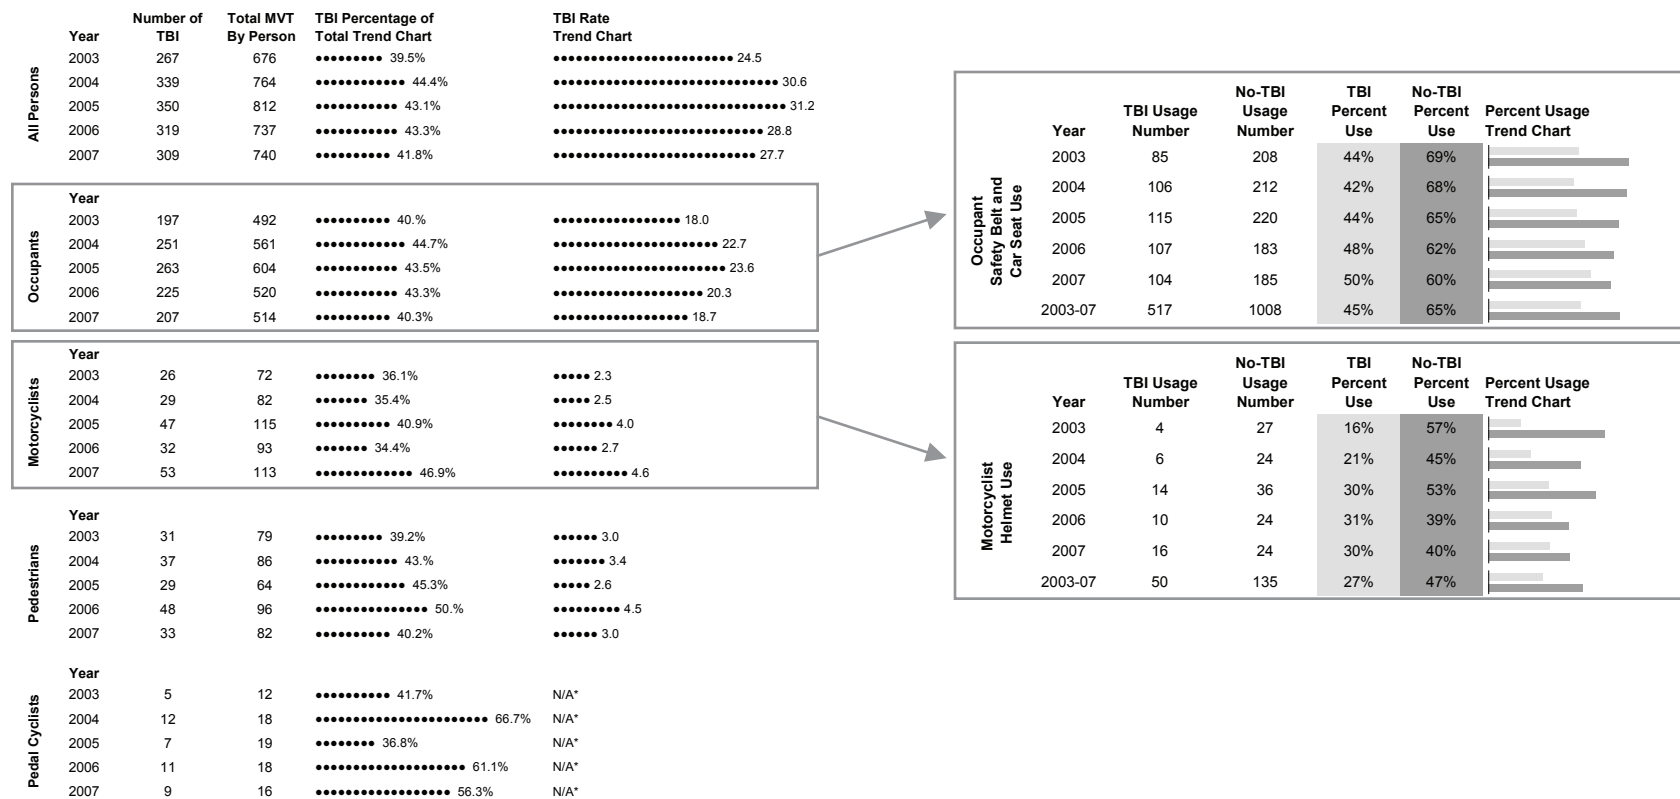 Number of Total MVT TBI Percentage of TBI Rate
Year TBI By Person Total Trend Chart Trend Chart
All Persons
2003 267 676 39.5% 24.5
2004 339 764 44.4% 30.6
2005 350 812 43.1% 31.2
2006 319 737 43.3% 28.8
2007 309 740 41.8% 27.7
Occupants
Year
2003 197 492 40.% 18.0
2004 251 561 44.7% 22.7
2005 263 604 43.5% 23.6
2006 225 520 43.3% 20.3
2007 207 514 40.3% 18.7
Motorcyclists
Year
2003 26 72 36.1% 2.3
2004 29 82 35.4% 2.5
2005 47 115 40.9% 4.0
2006 32 93 34.4% 2.7
2007 53 113 46.9% 4.6
Pedestrians
Year
2003 31 79 39.2% 3.0
2004 37 86 43.% 3.4
2005 29 64 45.3% 2.6
2006 48 96 50.% 4.5
2007 33 82 40.2% 3.0
Pedal Cyclists
Year
2003 5 12 41.7% N/A*
2004 12 18 66.7% N/A*
2005 7 19 36.8% N/A*
2006 11 18 61.1% N/A*
2007 9 16 56.3% N/A*
Occupant
Safety Belt and
Car Seat Use
No-TBI TBI No-TBI
TBI Usage Usage Percent Percent Percent Usage
Year Number Number Use Use Trend Chart
2003 85 208 44% 69%
2004 106 212 42% 68%
2005 115 220 44% 65%
2006 107 183 48% 62%
2007 104 185 50% 60%
2003-07 517 1008 45% 65%
Motorcyclist
Helmet Use
No-TBI TBI No-TBI
TBI Usage Usage Percent Percent Percent Usage
Year Number Number Use Use Trend Chart
2003 4 27 16% 57%
2004 6 24 21% 45%
2005 14 36 30% 53%
2006 10 24 31% 39%
2007 16 24 30% 40%
2003-07 50 135 27% 47%